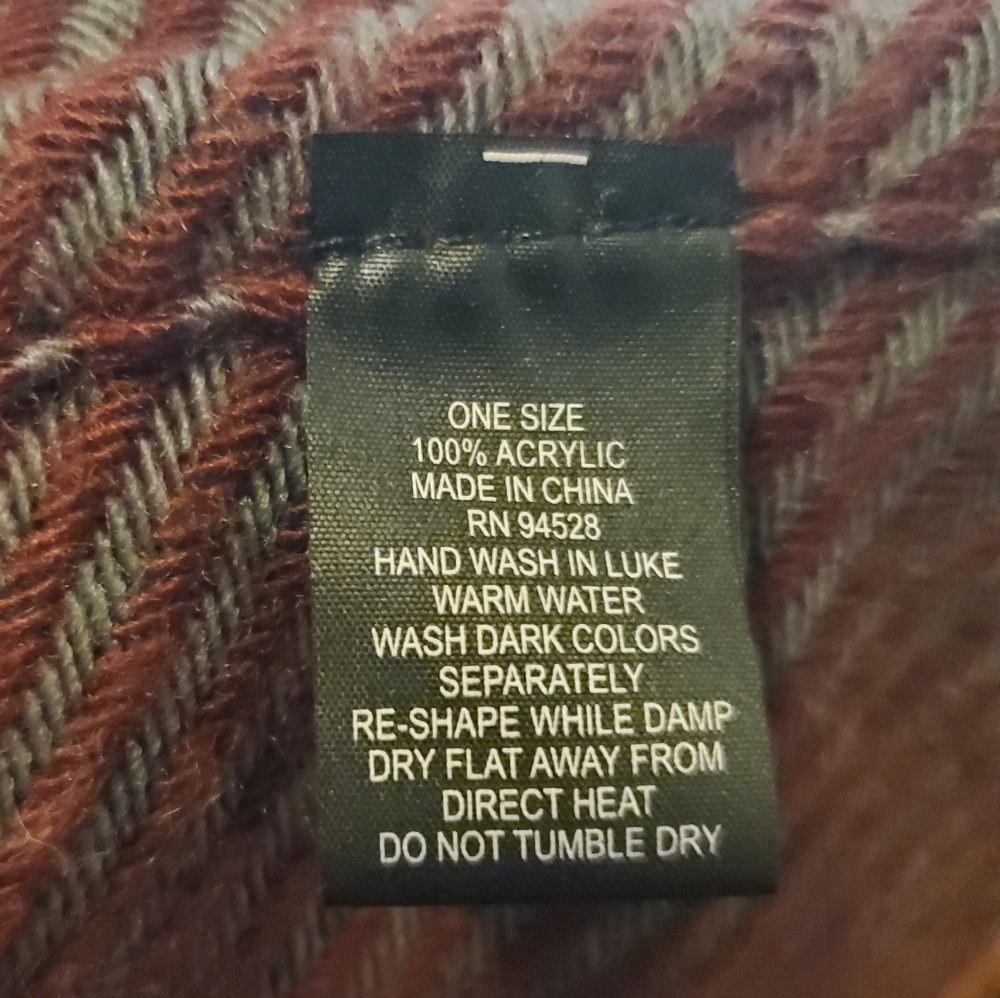 ONE SIZE
100% ACRYLIC
MADE IN CHINA
RN 94528
HAND WASH IN LUKE
WARM WATER
WASH DARK COLORS
SEPARATELY
RE-SHAPE WHILE DAMP
DRY FLAT AWAY FROM
DIRECT HEAT
DO NOT TUMBLE DRY